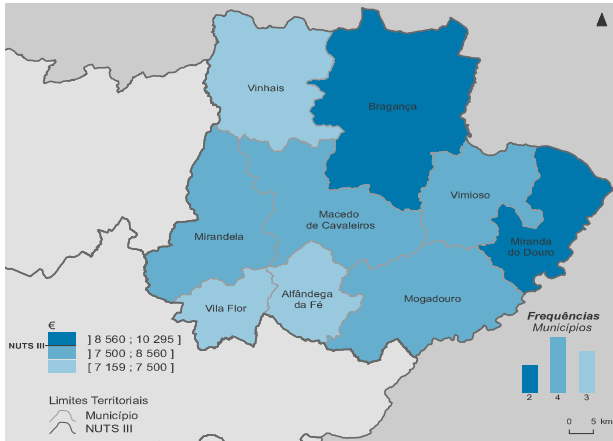 Vinhais
Bragança
Vimioso
Macedo
de Cavaleiros
Mirandela
Miranda
do Douro
Alfândega
da Fé
Vila Flor
Mogadouro
€
NUTS III
] 8 560 ; 10 295 ]
] 7 500 ; 8 560 ]
[ 7 159 ; 7 500 ]
Limites Territoriais
Município
NUTS III
Frequências
Municípios
2 4 3
0 5 km